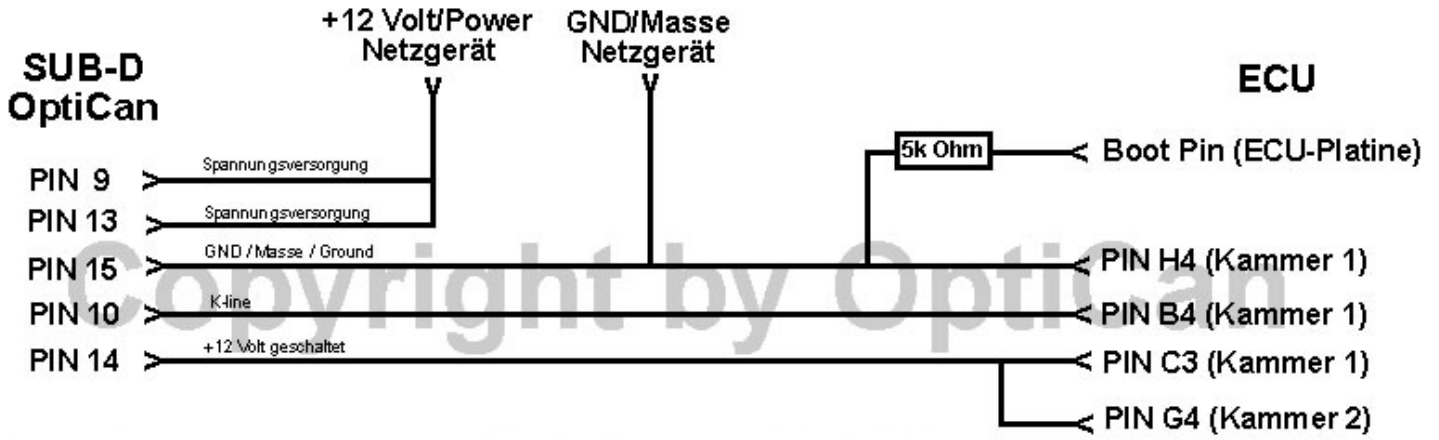 +12 Volt/Power
Netzgerät
GND/Masse
Netzgerät
SUB-D
OptiCan
ECU
5k Ohm
Boot Pin (ECU-Platine)
PIN 9
Spannungsversorgung
PIN 13
Spannungsversorgung
PIN 15
GND / Masse / Ground
PIN H4 (Kammer 1)
Copyright by OptiCan
PIN 10
K-line
PIN B4 (Kammer 1)
PIN 14
+12 Volt geschaltet
PIN C3 (Kammer 1)
PIN G4 (Kammer 2)